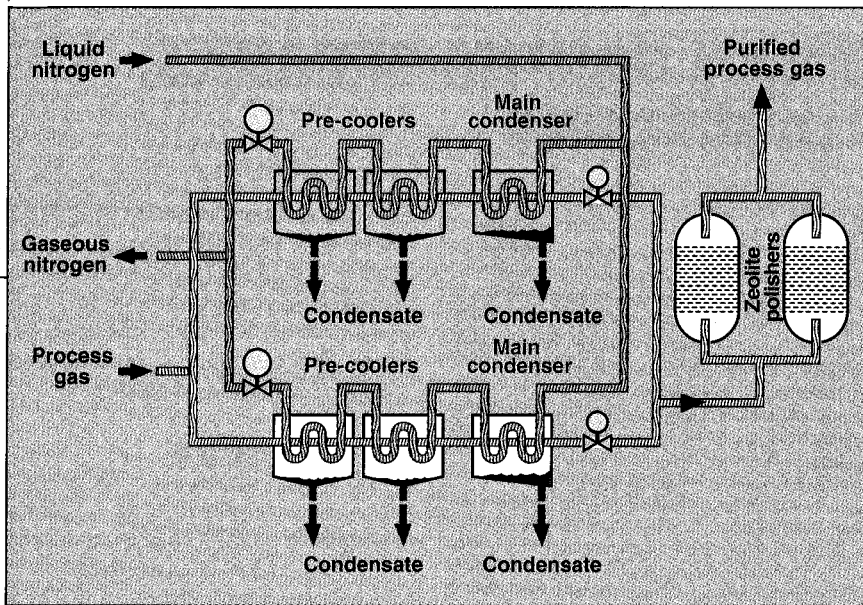 Liquid
nitrogen
Purified
process gas
Pre-coolers
Main
condenser
Gaseous
nitrogen
Zeolite
polishers
Condensate
Condensate
Process
gas
Pre-coolers
Main
condenser
Condensate
Condensate